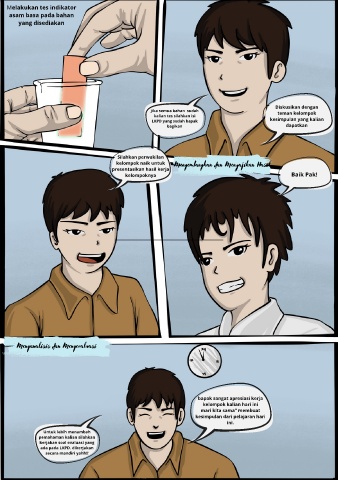 Melakukan tes indikator
asam basa pada bahan
yang disediakan
Jika semua bahan sudah
kalian tes silahkan isi
LKPD yang sudah bapak
bagikan
Diskusikan dengan
teman kelompok
kesimpulan yang kalian
dapatkan
Silahkan perwakilan
kelompok naik untuk
presentasikan hasil kerja
kelompoknya
Mengembangkan dan Menyajikan Hasil
Baik Pak!
Menganalisis dan Mengevaluasi
bapak sangat apresiasi kerja
kelompok kalian hari ini
mari kita sama" membuat
kesimpulan dari pelajaran hari
ini.
Untuk lebih menambah
pemahaman kalian silahkan
kerjakan soal evaluasi yang
ada pada LKPD. dikerjakan
secara mandiri yahh!!